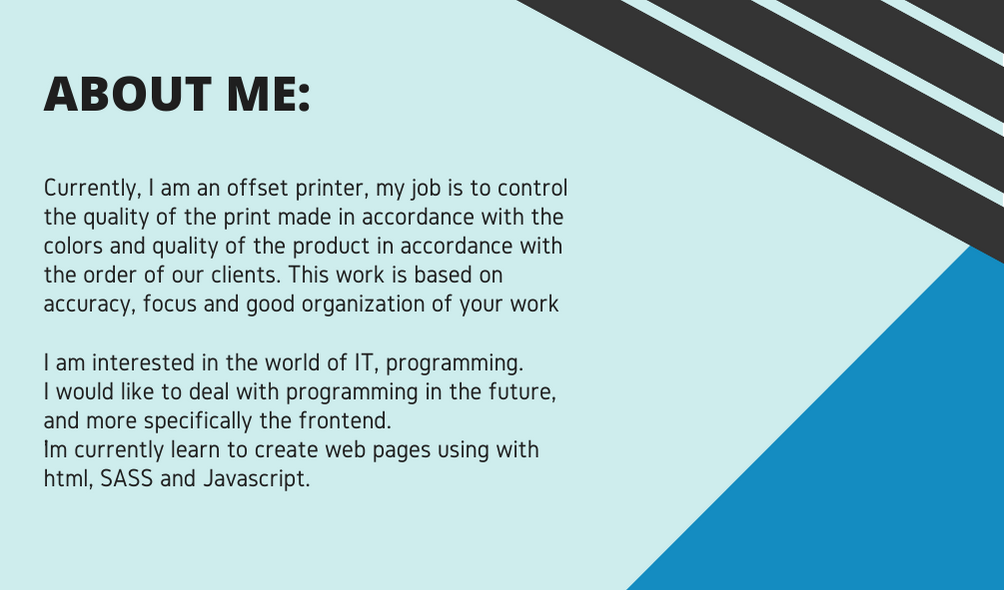 ABOUT ME:
Currently, I am an offset printer, my job is to control
the quality of the print made in accordance with the
colors and quality of the product in accordance with
the order of our clients. This work is based on
accuracy, focus and good organization of your work
I am interested in the world of IT, programming.
I would like to deal with programming in the future,
and more specifically the frontend.
Im currently learn to create web pages using with
html, SASS and Javascript.